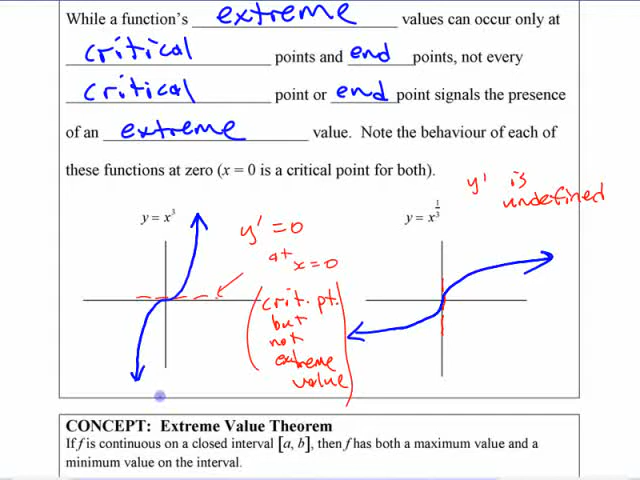 While a function's extreme values can occur only at
critical points and end points, not every
critical point or end point signals the presence
of an extreme value. Note the behaviour of each of
these functions at zero (x = 0 is a critical point for both).
y' is
undefined
y = x³
y' = 0
at x=0
(crit. pt.
but
not
extreme
value)
y = x^(1/3)
CONCEPT: Extreme Value Theorem
If f is continuous on a closed interval [a, b], then f has both a maximum value and a
minimum value on the interval.